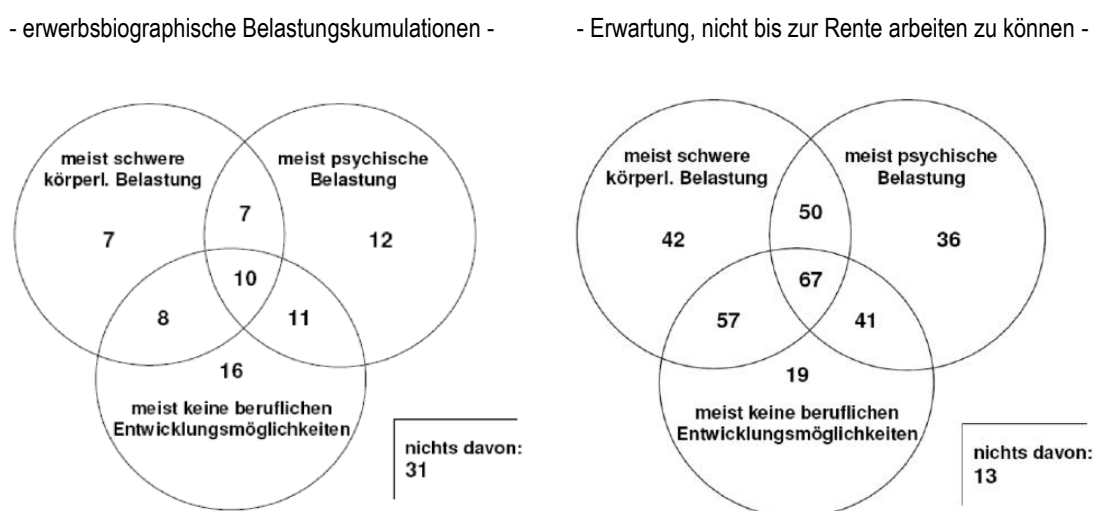 - erwerbsbiographische Belastungskumulationen -
meist schwere
körperl. Belastung
meist psychische
Belastung
7
7
12
10
8
11
16
meist keine beruflichen
Entwicklungsmöglichkeiten
nichts davon:
31
- Erwartung, nicht bis zur Rente arbeiten zu können -
meist schwere
körperl. Belastung
meist psychische
Belastung
50
42
36
67
57
41
19
meist keine beruflichen
Entwicklungsmöglichkeiten
nichts davon:
13